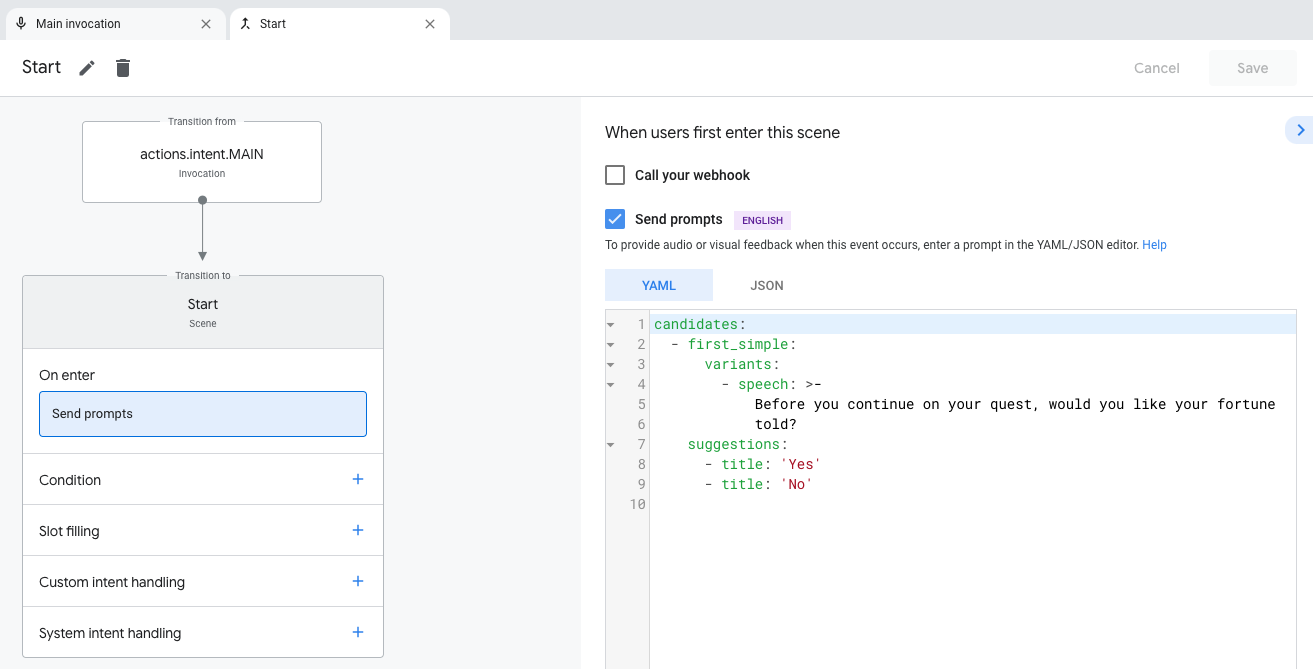 Main invocation
Start
Start
Cancel
Save
Transition from
actions.intent.MAIN
Invocation
Transition to
Start
Scene
On enter
Send prompts
Condition
Slot filling
Custom intent handling
System intent handling
When users first enter this scene
Call your webhook
Send prompts ENGLISH
To provide audio or visual feedback when this event occurs, enter a prompt in the YAML/JSON editor. Help
YAML
JSON
1 candidates:
2 - first_simple:
3 variants:
4 - speech: >-
5 Before you continue on your quest, would you like your fortune
6 told?
7 suggestions:
8 - title: 'Yes'
9 - title: 'No'
10